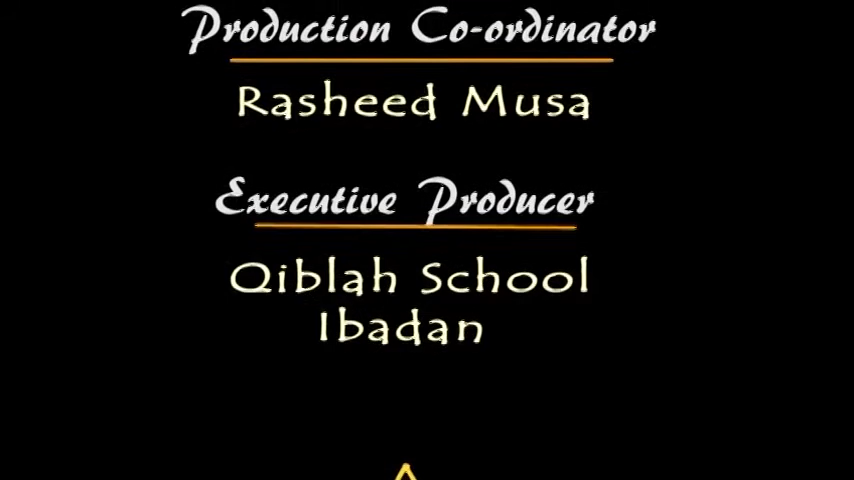 Production Co-ordinator
Rasheed Musa
Executive Producer
Qiblah School
Ibadan